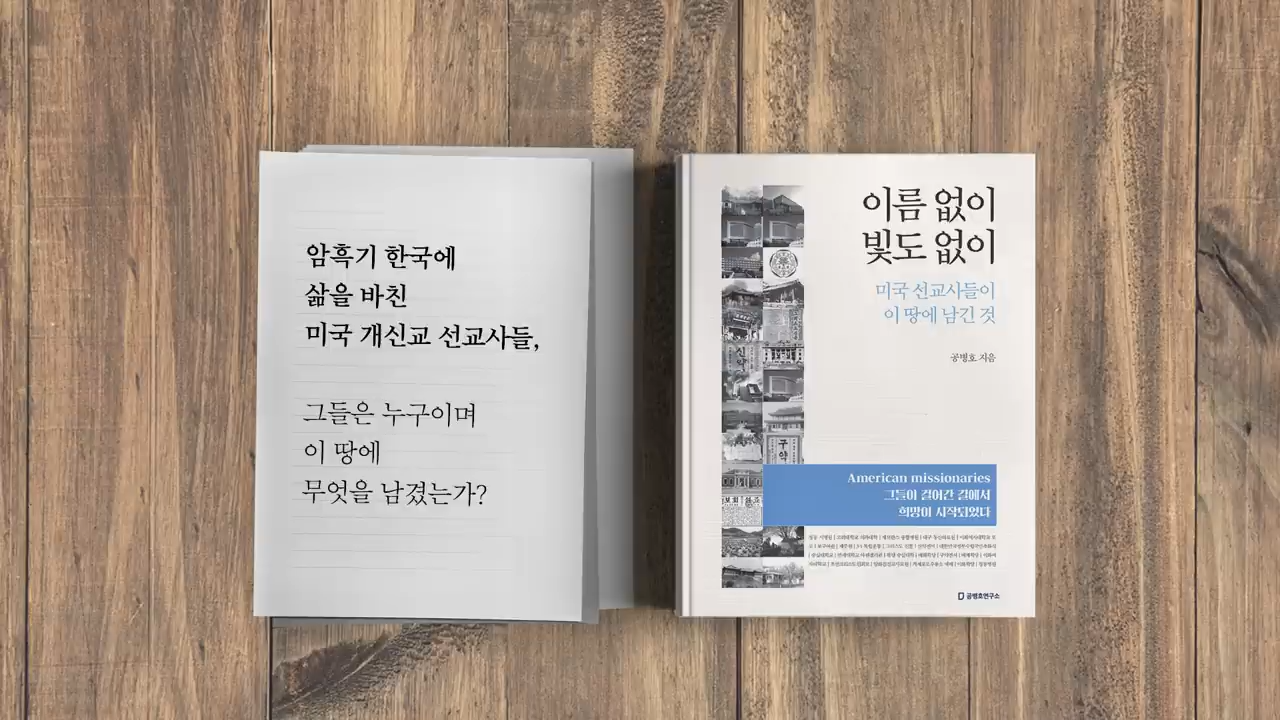 암흑기 한국에
삶을 바친
미국 개신교 선교사들,
그들은 누구이며
이 땅에
무엇을 남겼는가?
이름 없이
빛도 없이
미국 선교사들이
이 땅에 남긴 것
공병호 지음
구약
American missionaries
그들이 걸어간 길에서
희망이 시작되었다
공병호연구소